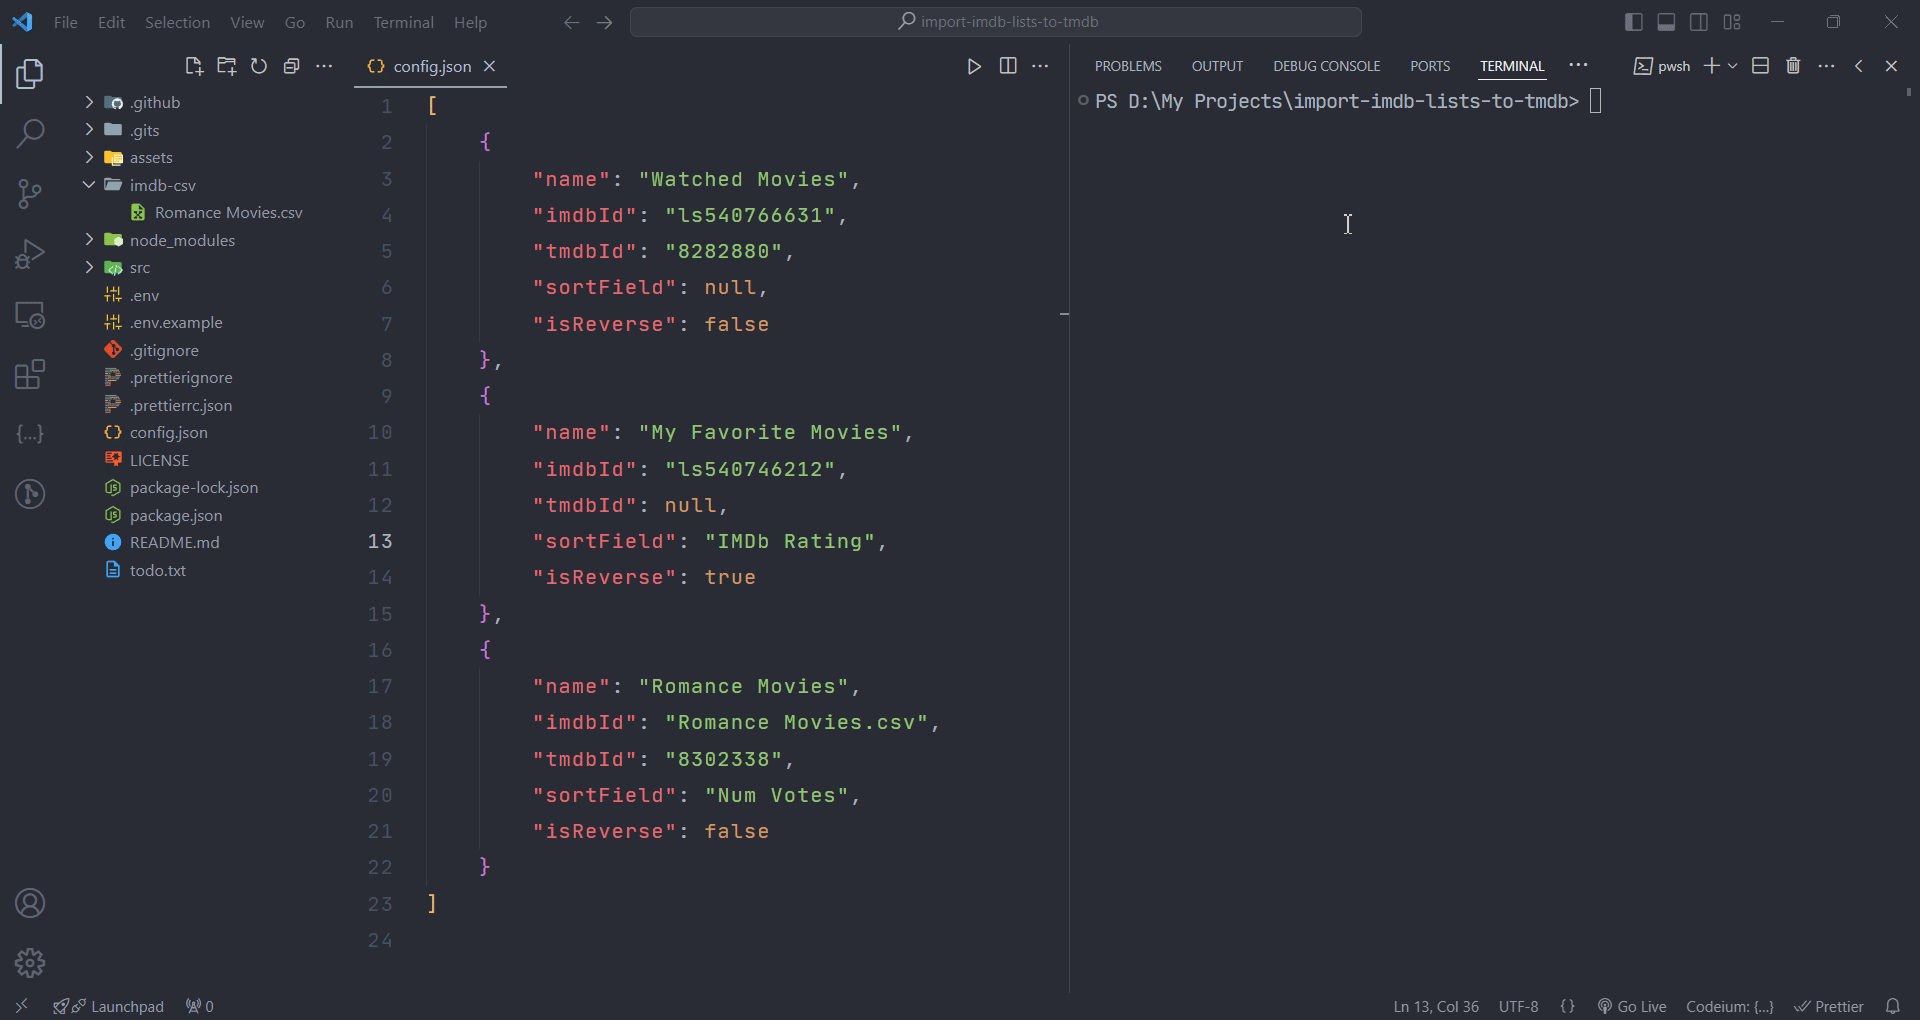 File Edit Selection View Go Run Terminal Help
import-imdb-lists-to-tmdb
.github
.gits
assets
imdb-csv
Romance Movies.csv
node_modules
src
.env
.env.example
.gitignore
.prettierignore
.prettierrc.json
config.json
LICENSE
package-lock.json
package.json
README.md
todo.txt
config.json
1 [
2 {
3 "name": "Watched Movies",
4 "imdbId": "ls540766631",
5 "tmdbId": "8282880",
6 "sortField": null,
7 "isReverse": false
8 },
9 {
10 "name": "My Favorite Movies",
11 "imdbId": "ls540746212",
12 "tmdbId": null,
13 "sortField": "IMDb Rating",
14 "isReverse": true
15 },
16 {
17 "name": "Romance Movies",
18 "imdbId": "Romance Movies.csv",
19 "tmdbId": "8302338",
20 "sortField": "Num Votes",
21 "isReverse": false
22 }
23 ]
24
PROBLEMS OUTPUT DEBUG CONSOLE PORTS TERMINAL pwsh
PS D:\My Projects\import-imdb-lists-to-tmdb>
Launchpad 0
Ln 13, Col 36 UTF-8 {} Go Live Codeium: {...} Prettier